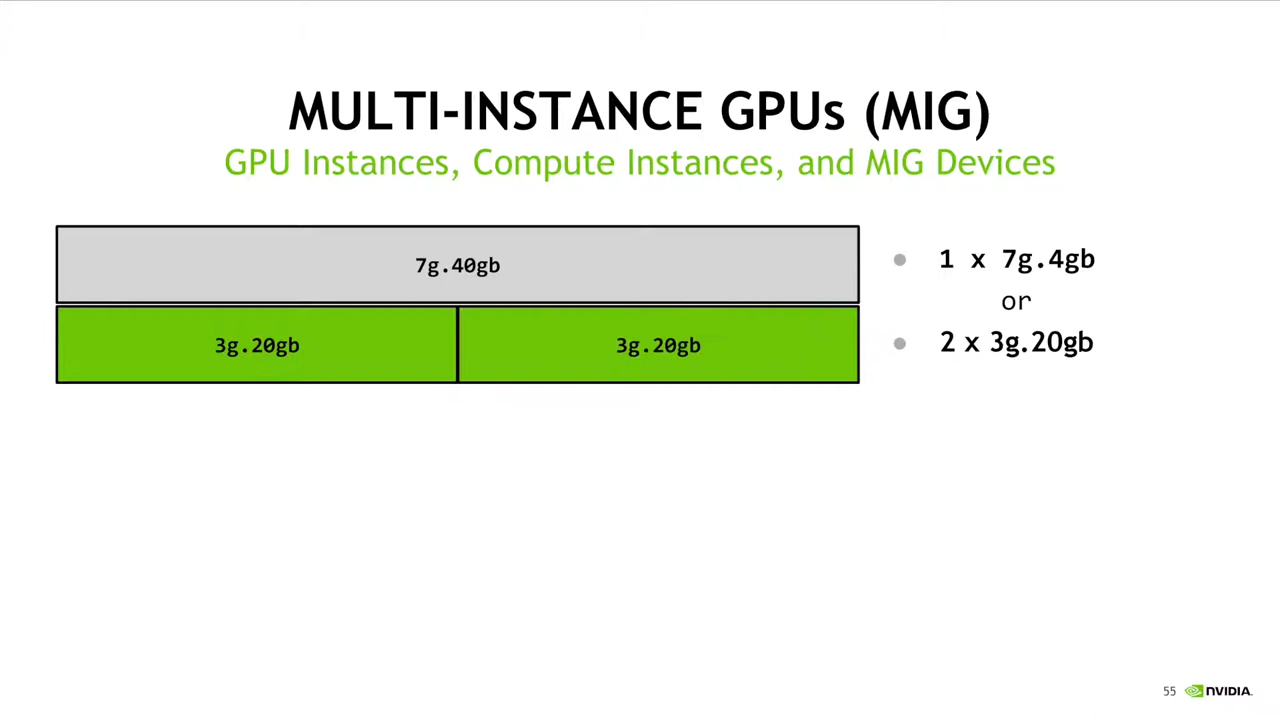 MULTI-INSTANCE GPUs (MIG)
GPU Instances, Compute Instances, and MIG Devices
7g.40gb
3g.20gb 3g.20gb
1 x 7g.4gb
or
2 x 3g.20gb
55 NVIDIA.